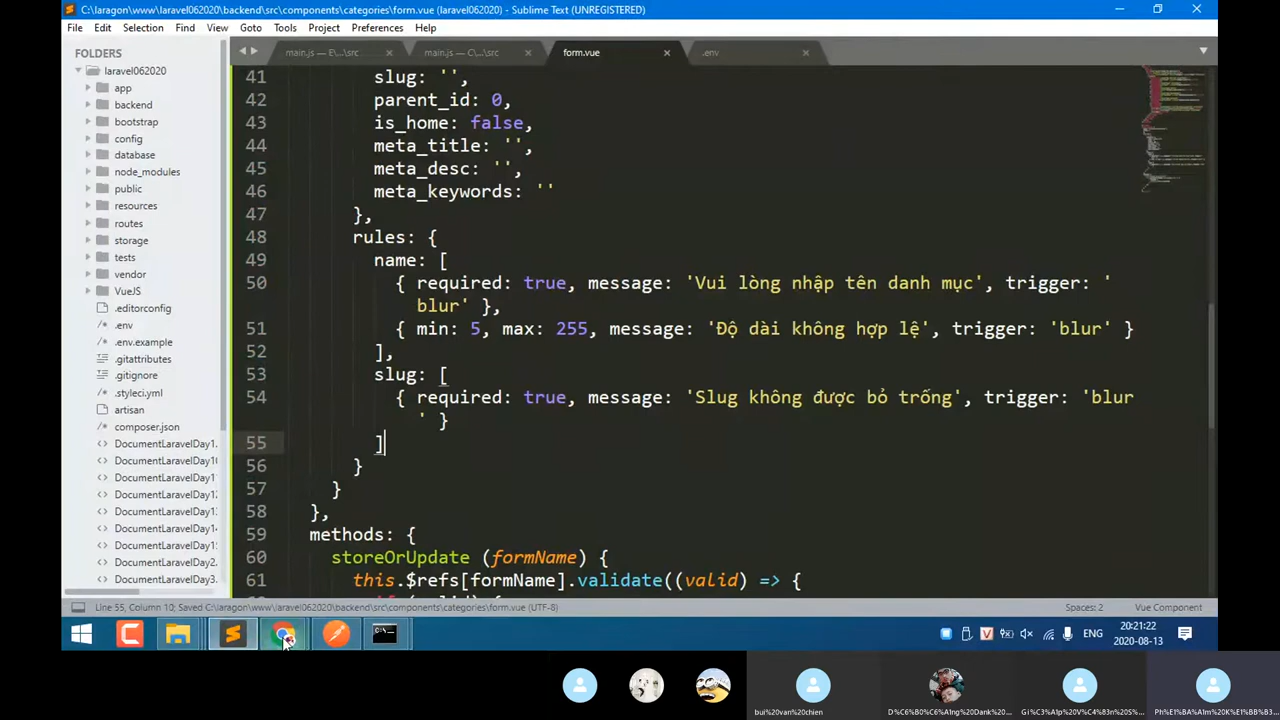 C:\laragon\www\laravel062020\backend\src\components\categories\form.vue (laravel062020) - Sublime Text (UNREGISTERED)
File Edit Selection Find View Goto Tools Project Preferences Help
FOLDERS
laravel062020
app
backend
bootstrap
config
database
node_modules
public
resources
routes
storage
tests
vendor
VueJS
.editorconfig
.env
.env.example
.gitattributes
.gitignore
.styleci.yml
artisan
composer.json
DocumentLaravelDay1.
DocumentLaravelDay10
DocumentLaravelDay11
DocumentLaravelDay12
DocumentLaravelDay13
DocumentLaravelDay14
DocumentLaravelDay15
DocumentLaravelDay2.
DocumentLaravelDay3.
main.js — E\...\src main.js — C\...\src form.vue .env
41 slug: '',
42 parent_id: 0,
43 is_home: false,
44 meta_title: '',
45 meta_desc: '',
46 meta_keywords: ''
47 },
48 rules: {
49 name: [
50 { required: true, message: 'Vui lòng nhập tên danh mục', trigger: '
blur' },
51 { min: 5, max: 255, message: 'Độ dài không hợp lệ', trigger: 'blur' }
52 ],
53 slug: [
54 { required: true, message: 'Slug không được bỏ trống', trigger: 'blur
' }
55 ]
56 }
57 }
58 },
59 methods: {
60 storeOrUpdate (formName) {
61 this.$refs[formName].validate((valid) => {
Line 55, Column 10; Saved C:\laragon\www\laravel062020\backend\src\components\categories\form.vue (UTF-8) Spaces: 2 Vue Component
ENG
20:21:22
2020-08-13
bui%20van%20chien
D%C6%B0%C6%A1ng%20Dank%20...
Gi%C3%A1p%20V%C4%83n%20S...
Ph%E1%BA%A1m%20K%E1%BB%B3...